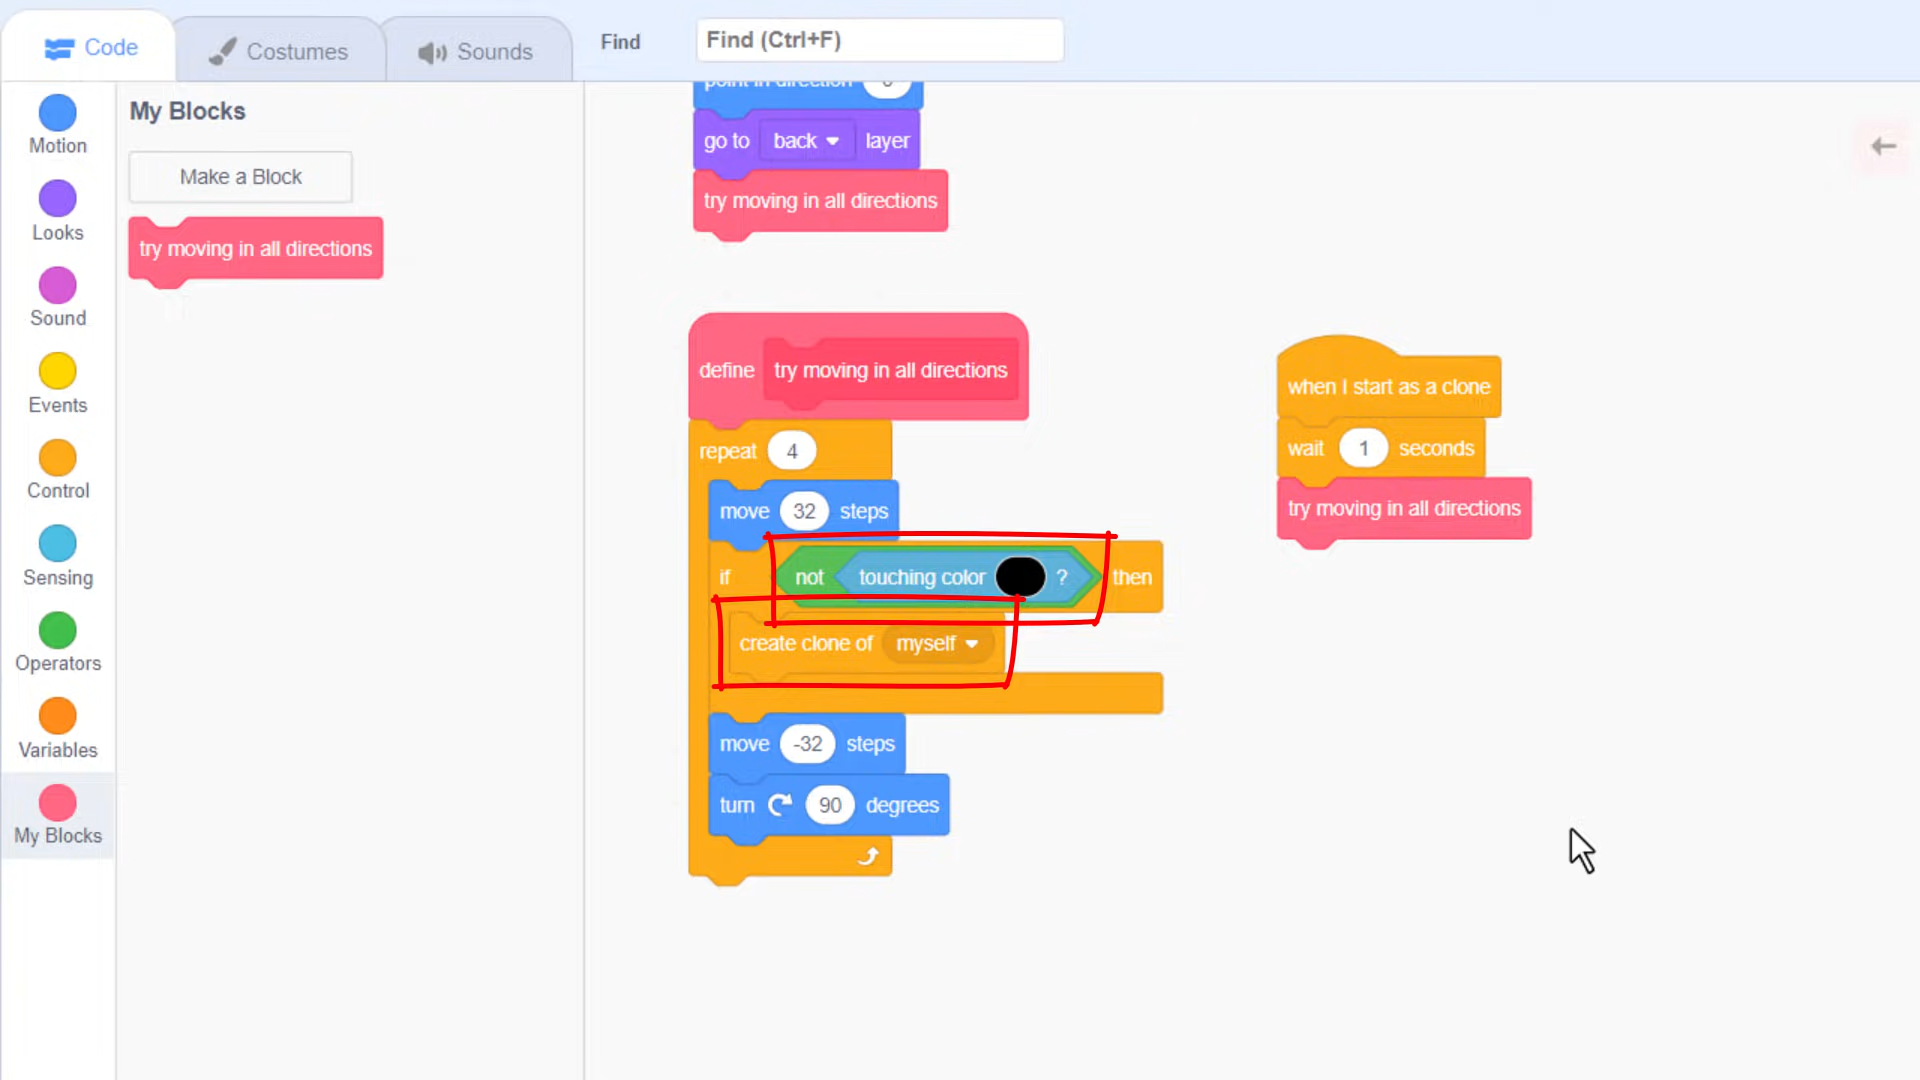 Code
Costumes
Sounds
Find
Find (Ctrl+F)
Motion
Looks
Sound
Events
Control
Sensing
Operators
Variables
My Blocks
My Blocks
Make a Block
try moving in all directions
point in direction
go to back layer
try moving in all directions
define try moving in all directions
repeat 4
move 32 steps
if not touching color ? then
create clone of myself
move -32 steps
turn 90 degrees
when I start as a clone
wait 1 seconds
try moving in all directions